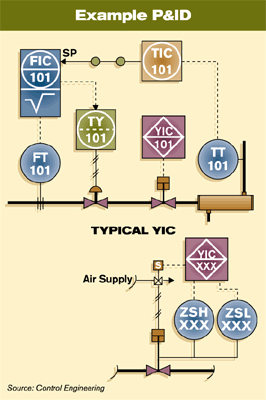 Example P&ID
SP
FIC
101
√
TIC
101
TY
101
YIC
101
FT
101
TT
101
TYPICAL YIC
S
YIC
XXX
Air Supply
ZSH
XXX
ZSL
XXX
Source: Control Engineering